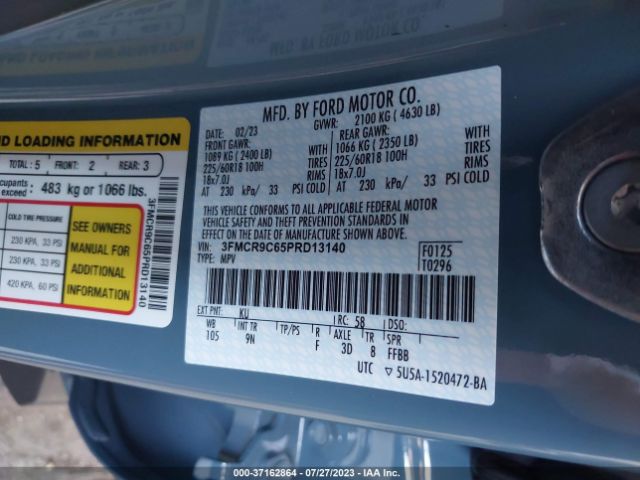 MFD. BY FORD MOTOR CO.
DATE: 02/23
GVWR: 2100 KG ( 4630 LB)
FRONT GAWR:
REAR GAWR:
1089 KG ( 2400 LB)
WITH
1066 KG ( 2350 LB)
WITH
225/60R18 100H
TIRES
225/60R18 100H
TIRES
18x7.0J
RIMS
18x7.0J
RIMS
AT 230 kPa/ 33 PSI COLD
AT 230 kPa/ 33 PSI COLD
THIS VEHICLE CONFORMS TO ALL APPLICABLE FEDERAL MOTOR
VEHICLE SAFETY AND THEFT PREVENTION STANDARDS IN
EFFECT ON THE DATE OF MANUFACTURE SHOWN ABOVE.
VIN: 3FMCR9C65PRD13140
TYPE: MPV
F0125
T0296
EXT PNT: KU
RC: 58
DSO:
WB
INT TR
TP/PS
R
AXLE
TR
SPR
105
9N
F
3D
8
FFBB
UTC
▽ 5U5A-1520472-BA
LOADING INFORMATION
TOTAL: 5
FRONT: 2
REAR: 3
483 kg or 1066 lbs.
COLD TIRE PRESSURE
230 KPA, 33 PSI
230 KPA, 33 PSI
420 KPA, 60 PSI
SEE OWNERS
MANUAL FOR
ADDITIONAL
INFORMATION
3FMCR9C65PRD13140
000-37162864 - 07/27/2023 - © IAA Inc.